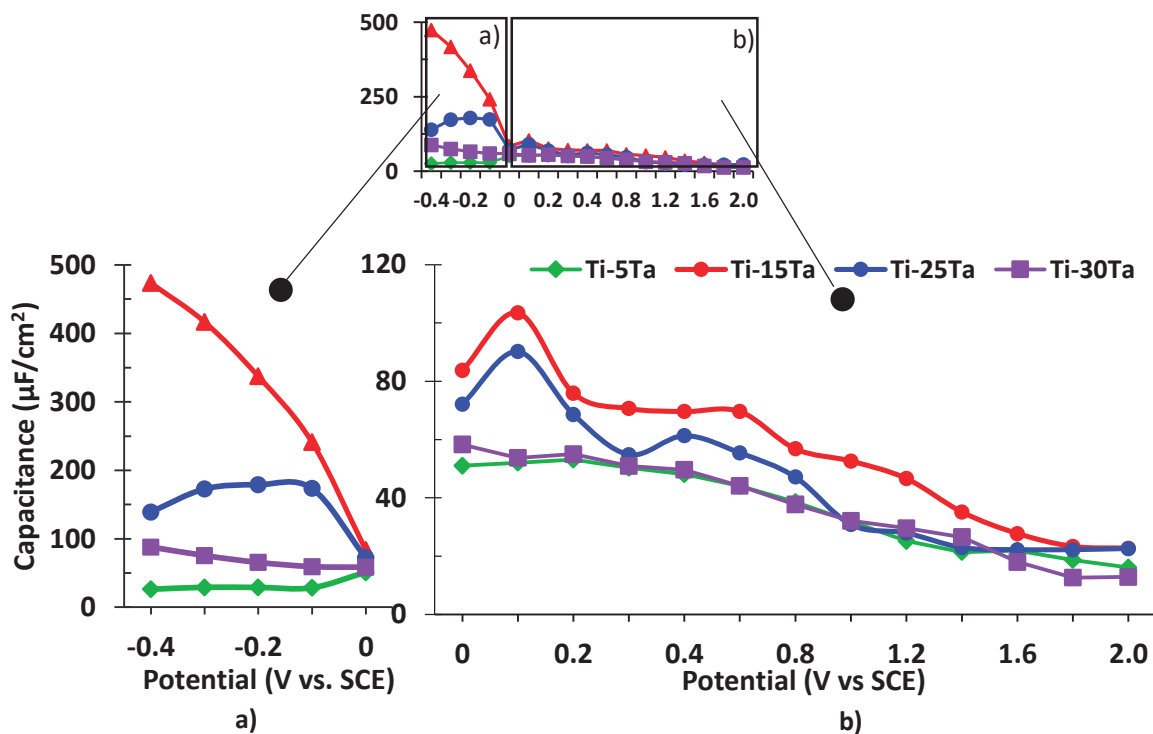 500
250
0
a)
b)
-0.4 -0.2 0 0.2 0.4 0.8 1.2 1.6 2.0
500
400
300
200
100
0
Capacitance (µF/cm²)
-0.4 -0.2 0
Potential (V vs. SCE)
a)
Ti-5Ta Ti-15Ta Ti-25Ta Ti-30Ta
120
80
40
0
0 0.2 0.4 0.8 1.2 1.6 2.0
Potential (V vs SCE)
b)